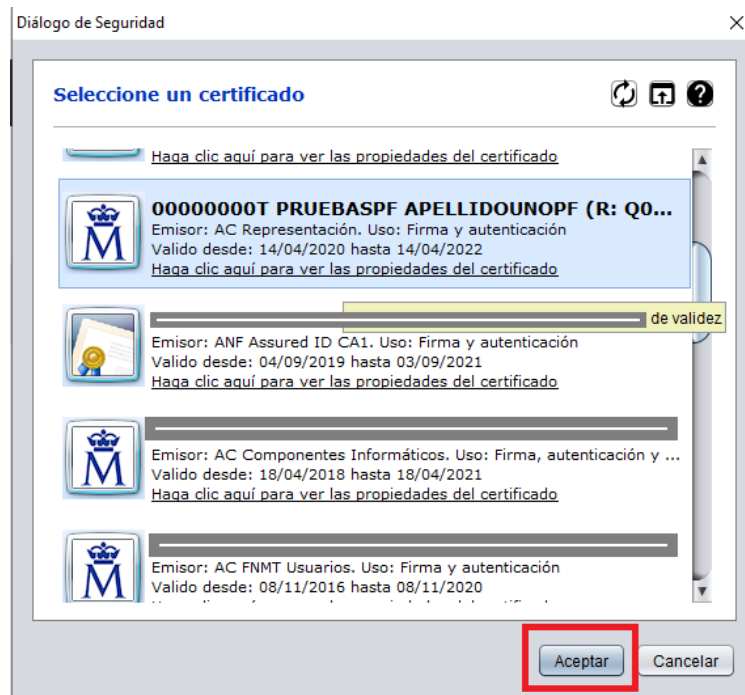 Diálogo de Seguridad
Seleccione un certificado
Haga clic aquí para ver las propiedades del certificado
00000000T PRUEBASPF APELLIDOUNOPF (R: Q0...
Emisor: AC Representación. Uso: Firma y autenticación
Valido desde: 14/04/2020 hasta 14/04/2022
Haga clic aquí para ver las propiedades del certificado
de validez
Emisor: ANF Assured ID CA1. Uso: Firma y autenticación
Valido desde: 04/09/2019 hasta 03/09/2021
Haga clic aquí para ver las propiedades del certificado
Emisor: AC Componentes Informáticos. Uso: Firma, autenticación y ...
Valido desde: 18/04/2018 hasta 18/04/2021
Haga clic aquí para ver las propiedades del certificado
Emisor: AC FNMT Usuarios. Uso: Firma y autenticación
Valido desde: 08/11/2016 hasta 08/11/2020
Aceptar
Cancelar